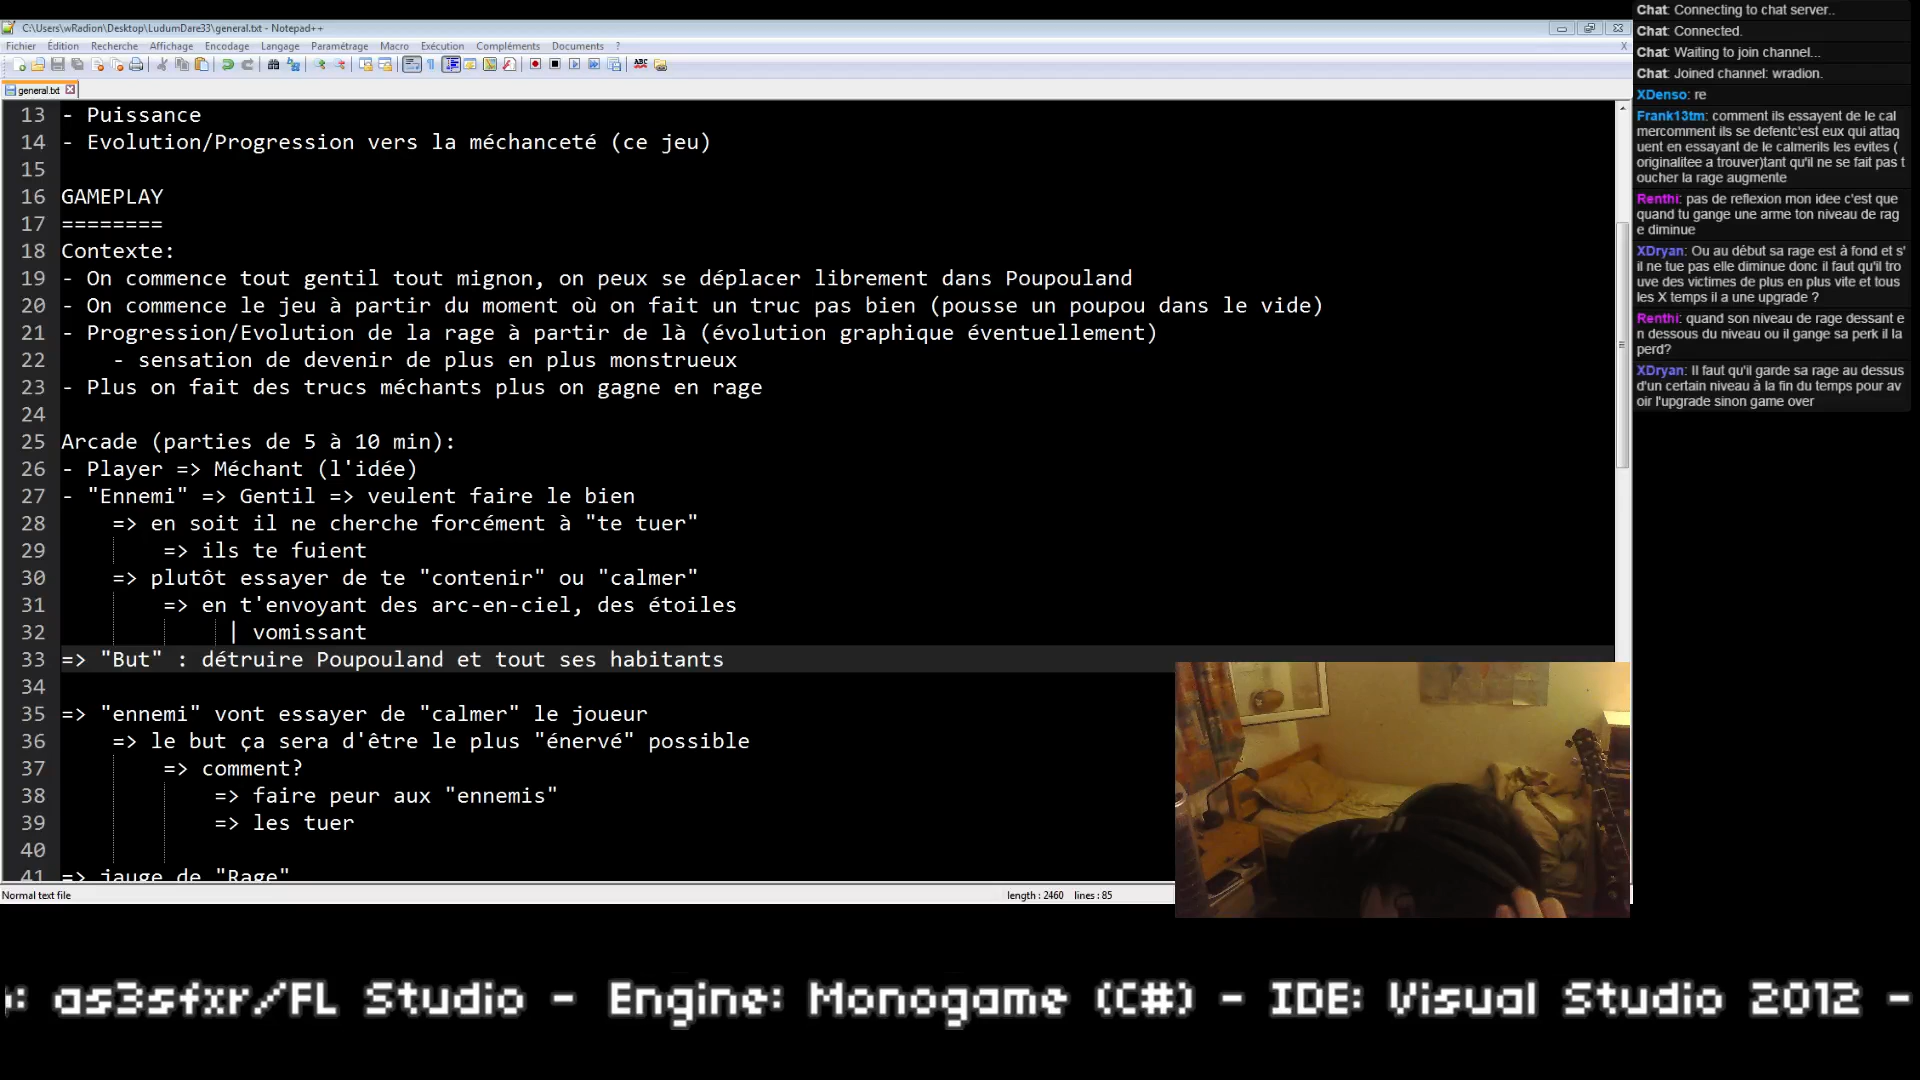 C:\Users\wRadion\Desktop\LudumDare33\general.txt - Notepad++
Fichier Édition Recherche Affichage Encodage Langage Paramétrage Macro Exécution Compléments Documents ? X
general.txt
13 - Puissance
14 - Evolution/Progression vers la méchanceté (ce jeu)
15
16 GAMEPLAY
17 ========
18 Contexte:
19 - On commence tout gentil tout mignon, on peux se déplacer librement dans Poupouland
20 - On commence le jeu à partir du moment où on fait un truc pas bien (pousse un poupou dans le vide)
21 - Progression/Evolution de la rage à partir de là (évolution graphique éventuellement)
22 - sensation de devenir de plus en plus monstrueux
23 - Plus on fait des trucs méchants plus on gagne en rage
24
25 Arcade (parties de 5 à 10 min):
26 - Player => Méchant (l'idée)
27 - "Ennemi" => Gentil => veulent faire le bien
28 => en soit il ne cherche forcément à "te tuer"
29 => ils te fuient
30 => plutôt essayer de te "contenir" ou "calmer"
31 => en t'envoyant des arc-en-ciel, des étoiles
32 | vomissant
33 => "But" : détruire Poupouland et tout ses habitants
34
35 => "ennemi" vont essayer de "calmer" le joueur
36 => le but ça sera d'être le plus "énervé" possible
37 => comment?
38 => faire peur aux "ennemis"
39 => les tuer
40
41 => jauge de "Rage"
Normal text file length : 2460 lines : 85
Chat: Connecting to chat server..
Chat: Connected.
Chat: Waiting to join channel...
Chat: Joined channel: wradion.
XDenso: re
Frank13tm: comment ils essayent de le cal
mercomment ils se defentc'est eux qui attaq
uent en essayant de le calmerils les evites (
originalitee a trouver)tant qu'il ne se fait pas t
oucher la rage augmente
Renthi: pas de reflexion mon idee c'est que
quand tu gange une arme ton niveau de rag
e diminue
XDryan: Ou au début sa rage est à fond et s'
il ne tue pas elle diminue donc il faut qu'il tro
uve des victimes de plus en plus vite et tous
les X temps il a une upgrade ?
Renthi: quand son niveau de rage dessant e
n dessous du niveau ou il gange sa perk il la
perd?
XDryan: Il faut qu'il garde sa rage au dessus
d'un certain niveau à la fin du temps pour av
oir l'upgrade sinon game over
: as3sfxr/FL Studio - Engine: Monogame (C#) - IDE: Visual Studio 2012 -